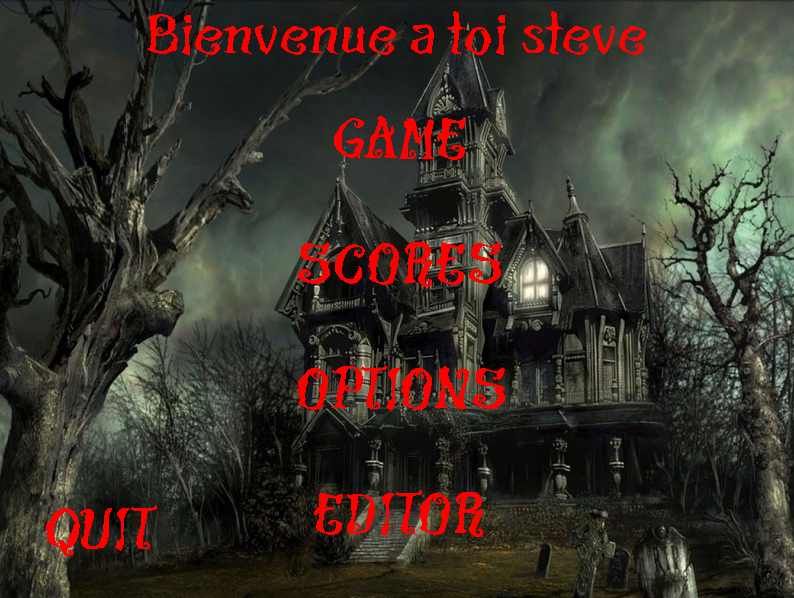 Bienvenue a toi steve
GAME
SCORES
OPTIONS
EDITOR
QUIT